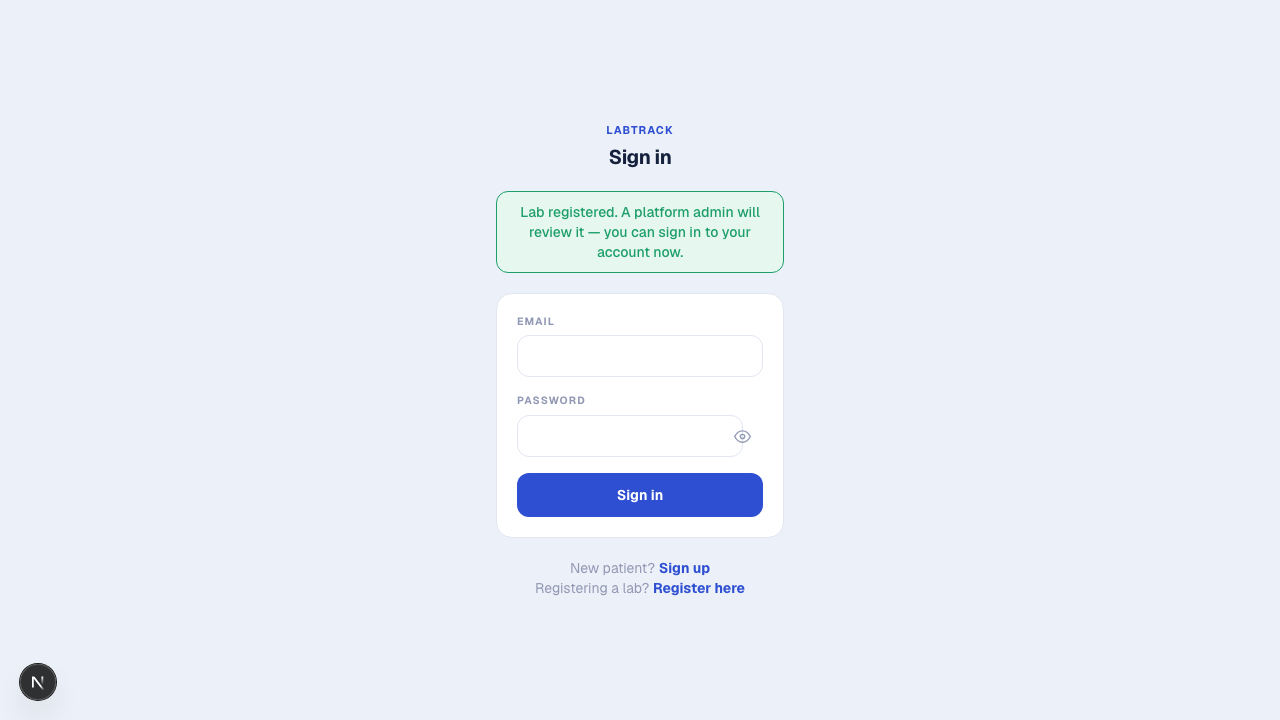 LABTRACK
Sign in
Lab registered. A platform admin will
review it — you can sign in to your
account now.
EMAIL
PASSWORD
Sign in
New patient? Sign up
Registering a lab? Register here
N